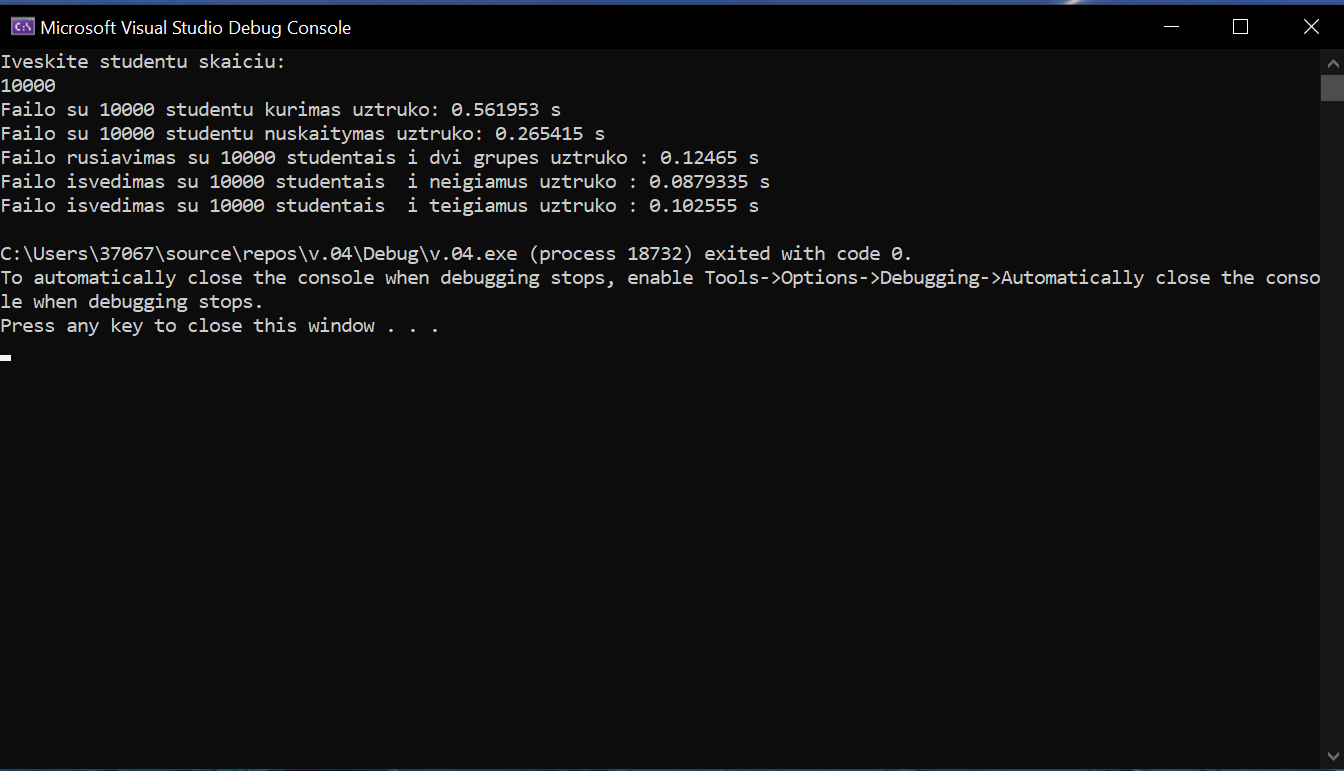 Microsoft Visual Studio Debug Console
Iveskite studentu skaiciu:
10000
Failo su 10000 studentu kurimas uztruko: 0.561953 s
Failo su 10000 studentu nuskaitymas uztruko: 0.265415 s
Failo rusiavimas su 10000 studentais i dvi grupes uztruko : 0.12465 s
Failo isvedimas su 10000 studentais  i neigiamus uztruko : 0.0879335 s
Failo isvedimas su 10000 studentais  i teigiamus uztruko : 0.102555 s
C:\Users\37067\source\repos\v.04\Debug\v.04.exe (process 18732) exited with code 0.
To automatically close the console when debugging stops, enable Tools->Options->Debugging->Automatically close the conso
le when debugging stops.
Press any key to close this window . . .